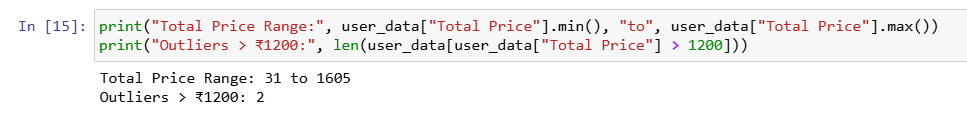 In [15]: print("Total Price Range:", user_data["Total Price"].min(), "to", user_data["Total Price"].max())
print("Outliers > ₹1200:", len(user_data[user_data["Total Price"] > 1200]))
Total Price Range: 31 to 1605
Outliers > ₹1200: 2